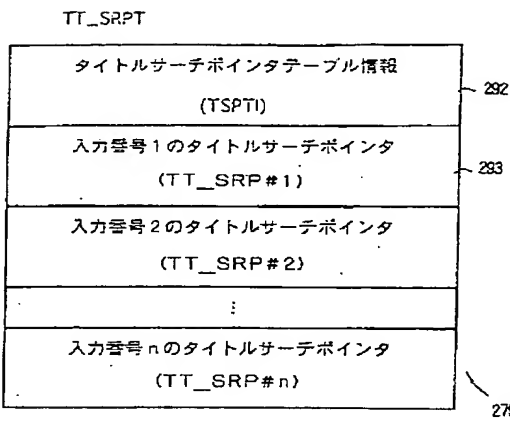 TT_SRPT
タイトルサーチポインタテーブル情報
(TSPTI)
292
入力番号1のタイトルサーチポインタ
(TT_SRP#1)
293
入力番号2のタイトルサーチポインタ
(TT_SRP#2)
⋮
入力番号nのタイトルサーチポインタ
(TT_SRP#n)